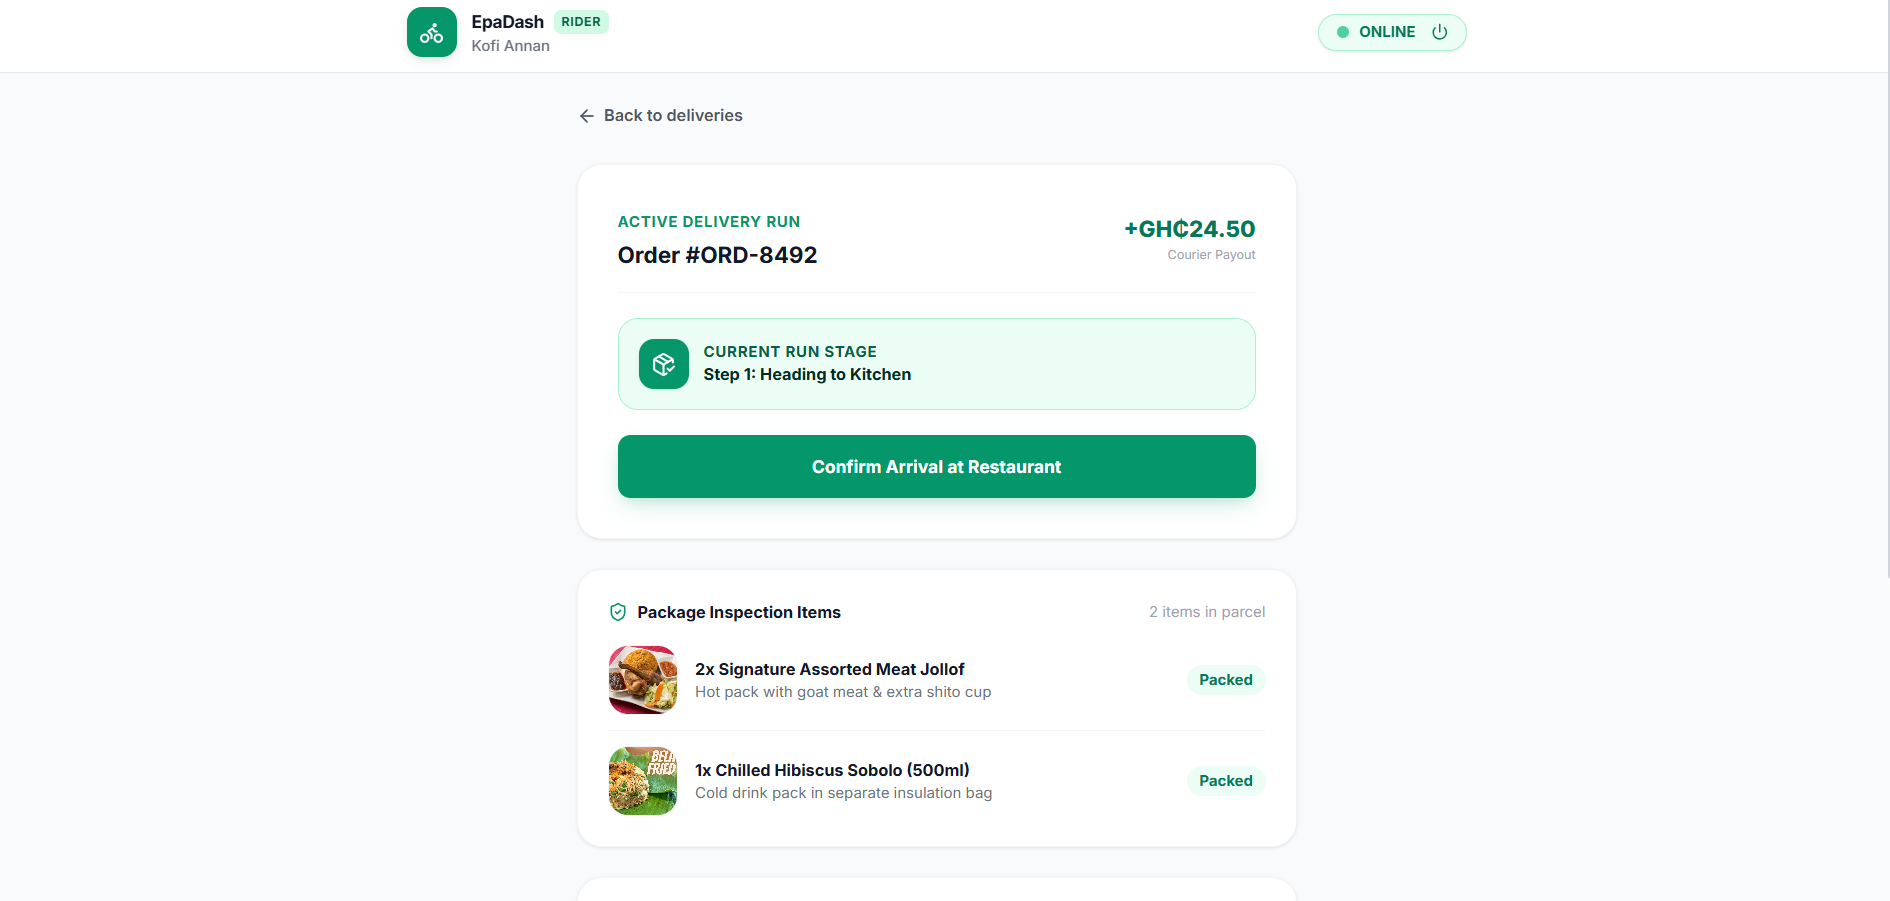 EpaDash RIDER
Kofi Annan
ONLINE
Back to deliveries
ACTIVE DELIVERY RUN
Order #ORD-8492
+GH₵24.50
Courier Payout
CURRENT RUN STAGE
Step 1: Heading to Kitchen
Confirm Arrival at Restaurant
Package Inspection Items
2 items in parcel
2x Signature Assorted Meat Jollof
Hot pack with goat meat & extra shito cup
Packed
FRIED
1x Chilled Hibiscus Sobolo (500ml)
Cold drink pack in separate insulation bag
Packed